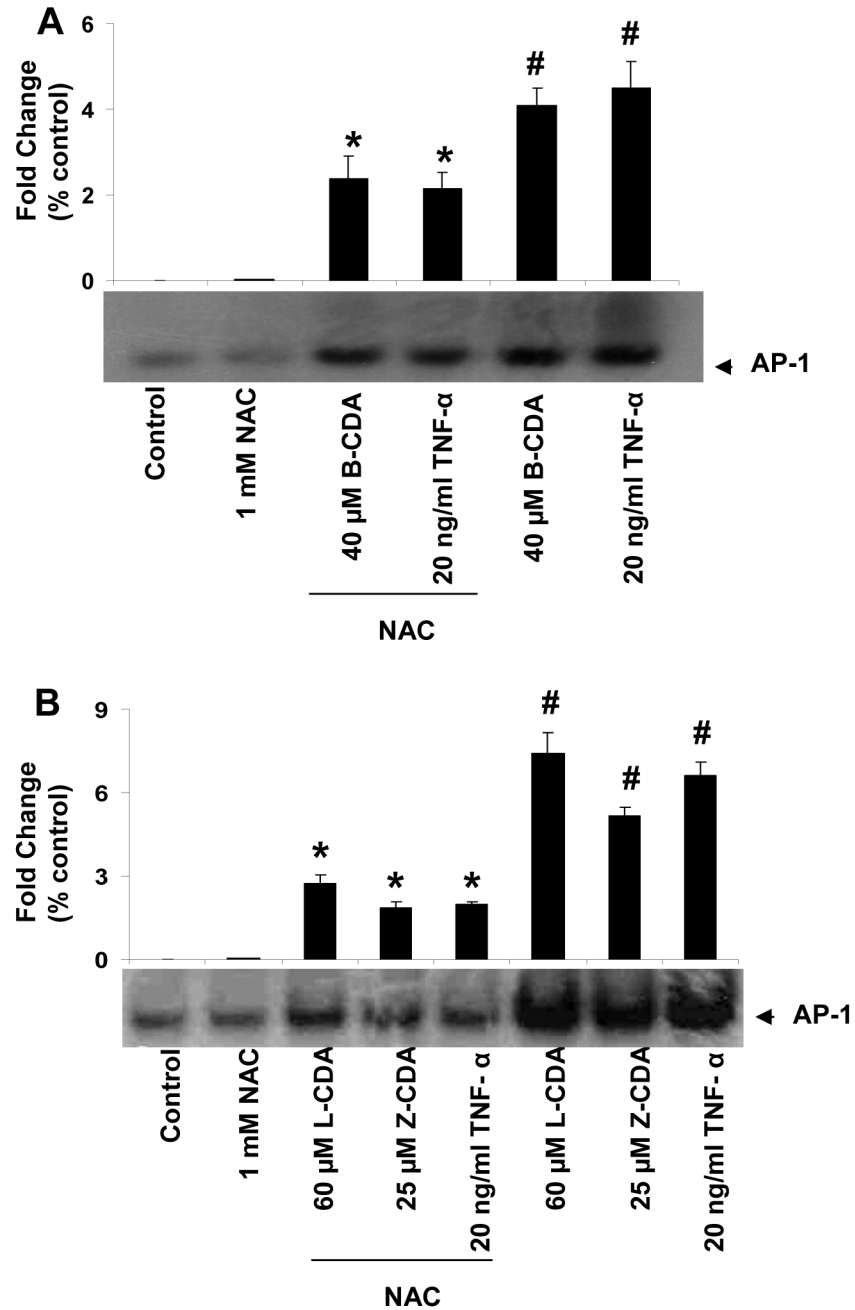 A
Fold Change
(% control)
6
4
2
0
*
*
#
#
AP-1
Control
1 mM NAC
40 µM B-CDA
20 ng/ml TNF-α
40 µM B-CDA
20 ng/ml TNF-α
NAC
B
Fold Change
(% control)
9
6
3
0
*
*
*
#
#
#
AP-1
Control
1 mM NAC
60 µM L-CDA
25 µM Z-CDA
20 ng/ml TNF- α
60 µM L-CDA
25 µM Z-CDA
20 ng/ml TNF- α
NAC